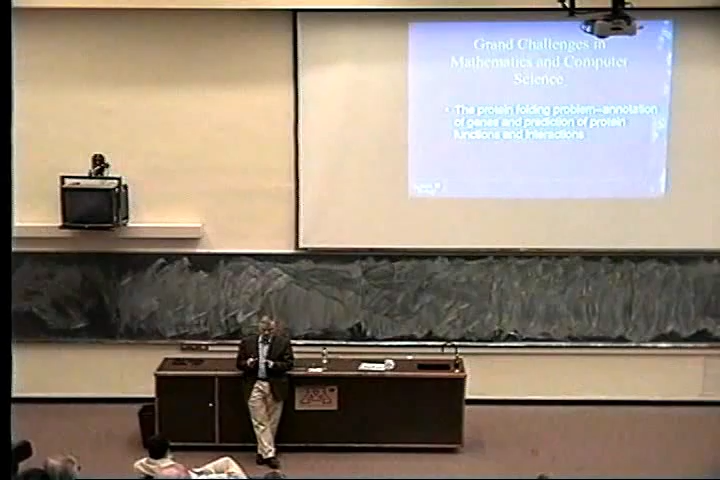 Grand Challenges in
Mathematics and Computer
Science
• The protein folding problem–annotation
of genes and prediction of protein
functions and interactions